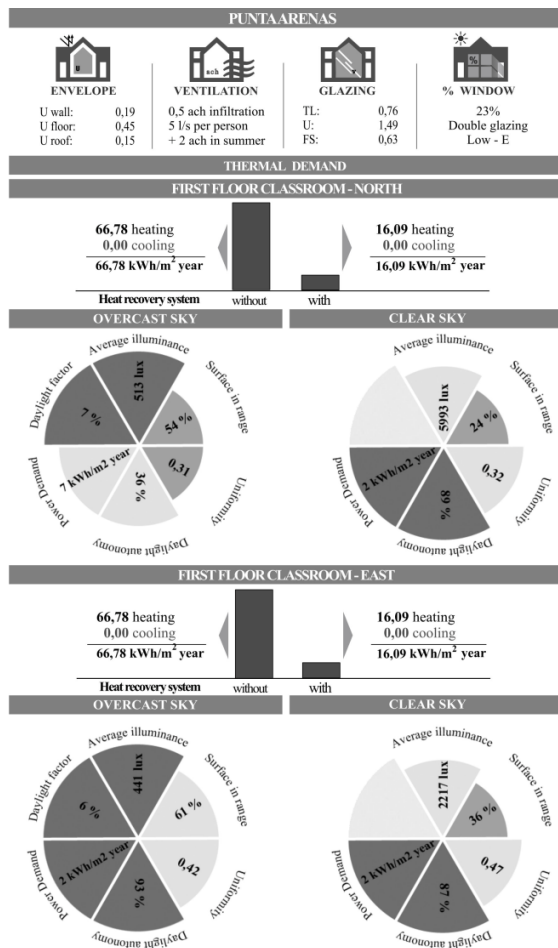 PUNTA ARENAS
u
ach
%
ENVELOPE
U wall: 0,19
U floor: 0,45
U roof: 0,15
VENTILATION
0,5 ach infiltration
5 l/s per person
+ 2 ach in summer
GLAZING
TL: 0,76
U: 1,49
FS: 0,63
% WINDOW
23%
Double glazing
Low - E
THERMAL DEMAND
FIRST FLOOR CLASSROOM - NORTH
66,78 heating
0,00 cooling
66,78 kWh/m² year
16,09 heating
0,00 cooling
16,09 kWh/m² year
Heat recovery system without with
OVERCAST SKY
Average illuminance
513 lux
Surface in range
54 %
Uniformity
0,31
Daylight autonomy
36 %
Power Demand
7 kWh/m2 year
Daylight factor
7 %
CLEAR SKY
Average illuminance
5993 lux
Surface in range
24 %
Uniformity
0,32
Daylight autonomy
89 %
Power Demand
2 kWh/m2 year
FIRST FLOOR CLASSROOM - EAST
66,78 heating
0,00 cooling
66,78 kWh/m² year
16,09 heating
0,00 cooling
16,09 kWh/m² year
Heat recovery system without with
OVERCAST SKY
Average illuminance
441 lux
Surface in range
61 %
Uniformity
0,42
Daylight autonomy
93 %
Power Demand
2 kWh/m2 year
Daylight factor
6 %
CLEAR SKY
Average illuminance
2217 lux
Surface in range
36 %
Uniformity
0,47
Daylight autonomy
87 %
Power Demand
2 kWh/m2 year